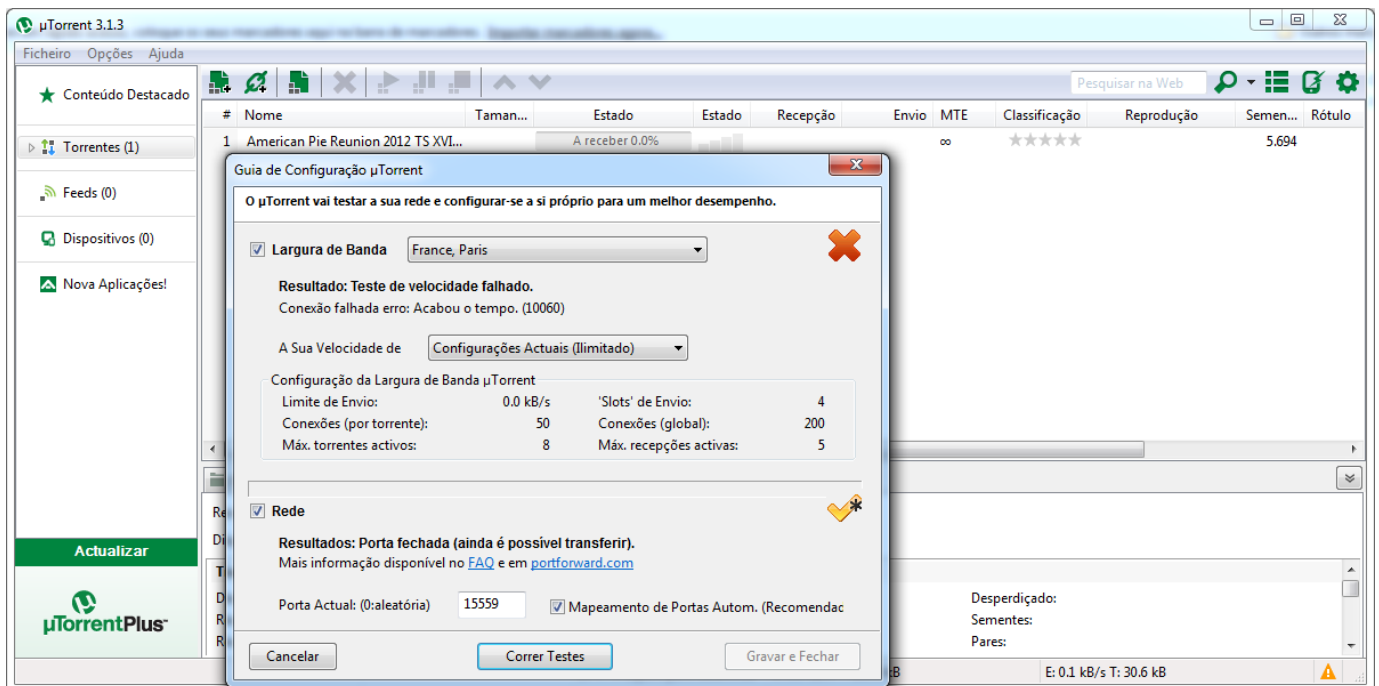 µTorrent 3.1.3
Ficheiro Opções Ajuda
Conteúdo Destacado
Pesquisar na Web
# Nome Taman... Estado Estado Recepção Envio MTE Classificação Reprodução Semen... Rótulo
Torrentes (1)
1 American Pie Reunion 2012 TS XVI... A receber 0.0% ∞ 5.694
Feeds (0)
Dispositivos (0)
Nova Aplicações!
Guia de Configuração µTorrent
O µTorrent vai testar a sua rede e configurar-se a si próprio para um melhor desempenho.
Largura de Banda France, Paris
Resultado: Teste de velocidade falhado.
Conexão falhada erro: Acabou o tempo. (10060)
A Sua Velocidade de Configurações Actuais (Ilimitado)
Configuração da Largura de Banda µTorrent
Limite de Envio: 0.0 kB/s 'Slots' de Envio: 4
Conexões (por torrente): 50 Conexões (global): 200
Máx. torrentes activos: 8 Máx. recepções activas: 5
Rede
Resultados: Porta fechada (ainda é possível transferir).
Mais informação disponível no FAQ e em portforward.com
Porta Actual: (0:aleatória) 15559 Mapeamento de Portas Autom. (Recomendac
Cancelar Correr Testes Gravar e Fechar
Actualizar
µTorrentPlus
Desperdiçado:
Sementes:
Pares:
E: 0.1 kB/s T: 30.6 kB